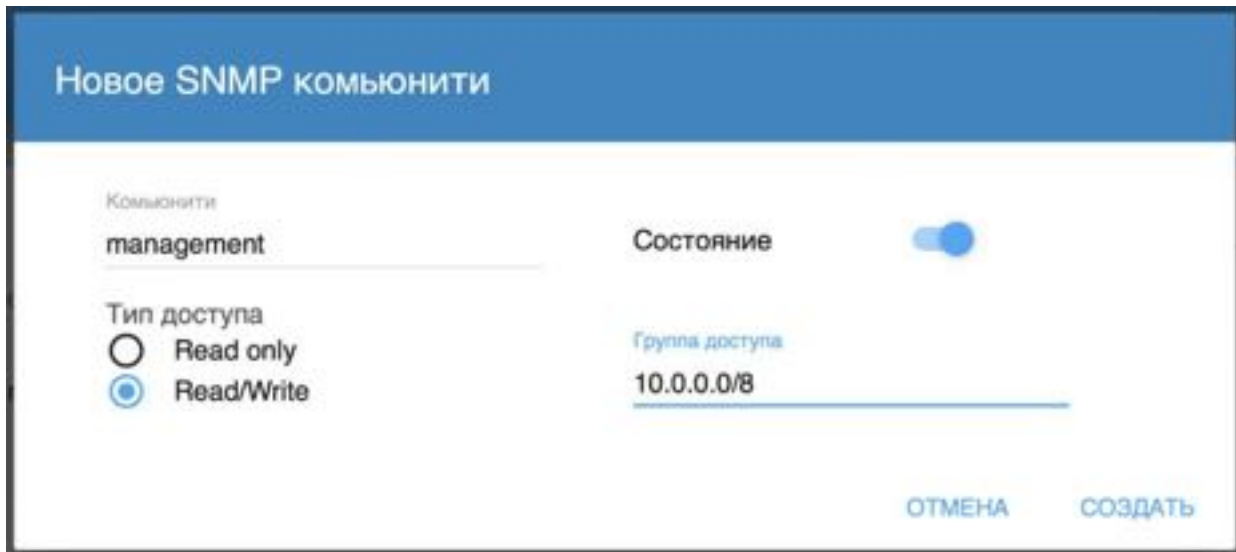 Новое SNMP комьюнити
Комьюнити
management
Состояние
Тип доступа
Read only
Read/Write
Группа доступа
10.0.0.0/8
ОТМЕНА
СОЗДАТЬ